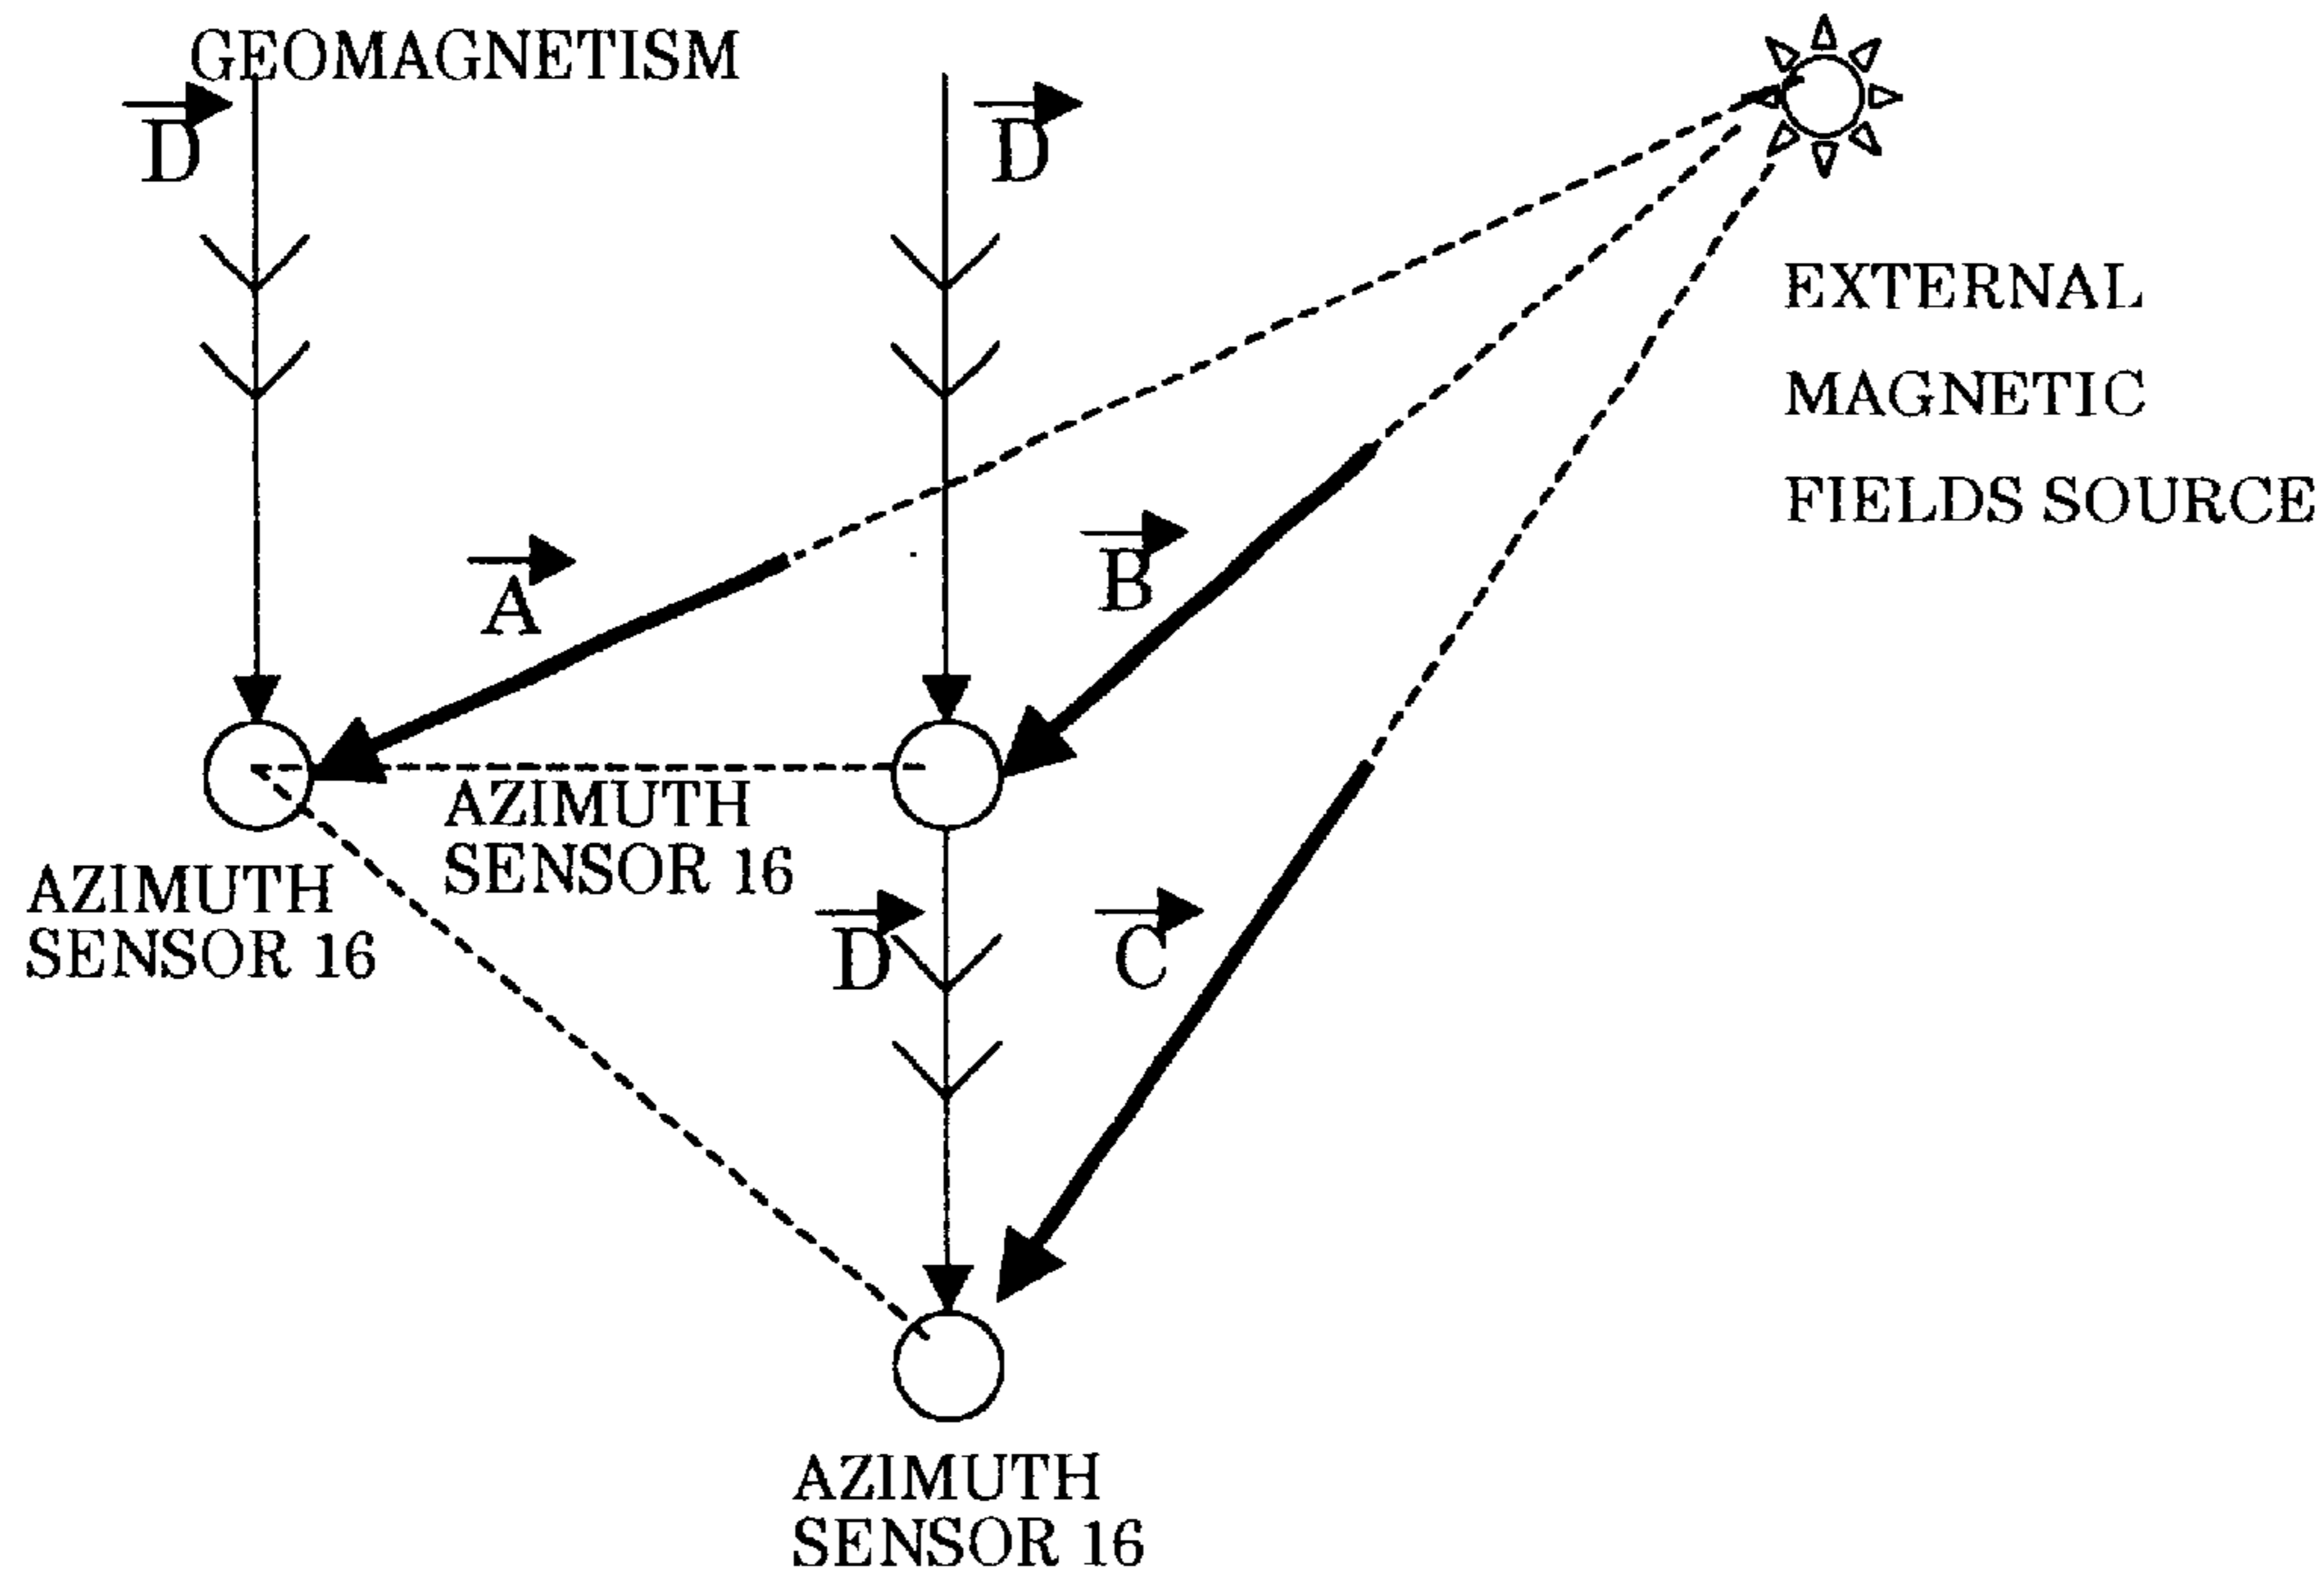 GEOMAGNETISM
D
D
EXTERNAL
MAGNETIC
FIELDS SOURCE
A
B
AZIMUTH
SENSOR 16
AZIMUTH
SENSOR 16
D
C
AZIMUTH
SENSOR 16